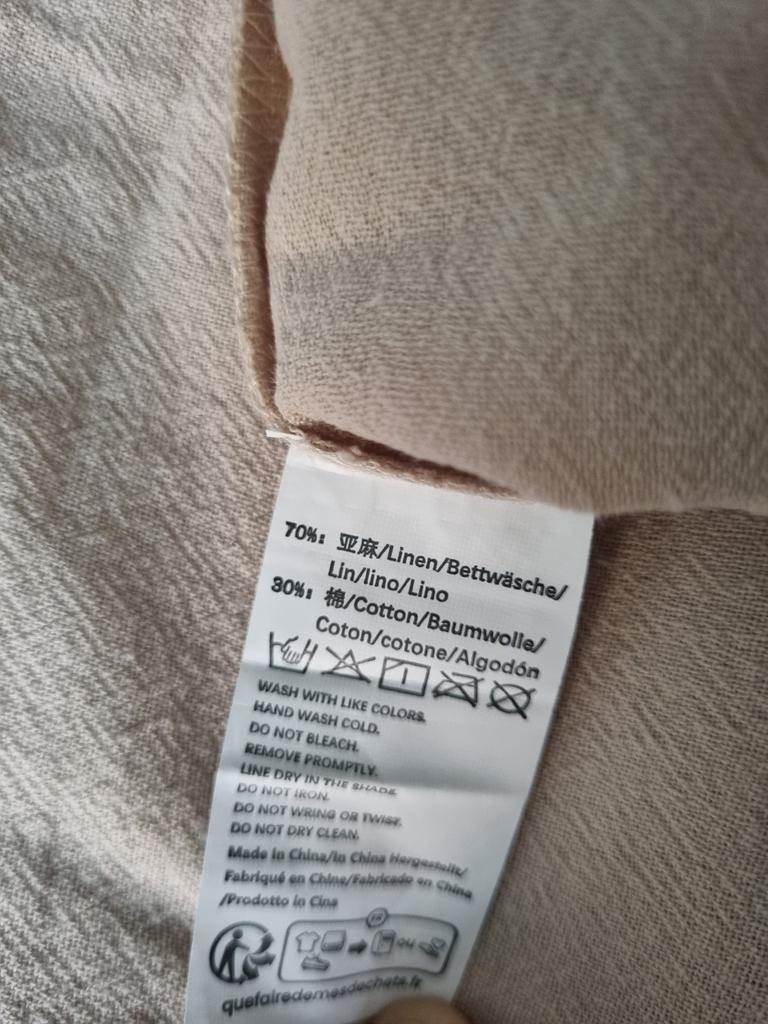 70%: 亚麻/Linen/Bettwäsche/
Lin/lino/Lino
30%: 棉/Cotton/Baumwolle/
Coton/cotone/Algodón
WASH WITH LIKE COLORS.
HAND WASH COLD.
DO NOT BLEACH.
REMOVE PROMPTLY.
LINE DRY IN THE SHADE.
DO NOT IRON.
DO NOT WRING OR TWIST.
DO NOT DRY CLEAN.
Made in China/In China Hergestellt/
Fabriqué en Chine/Fabricado en China
/Prodotto in Cina
FR
OU
quefairedemesdechets.fr